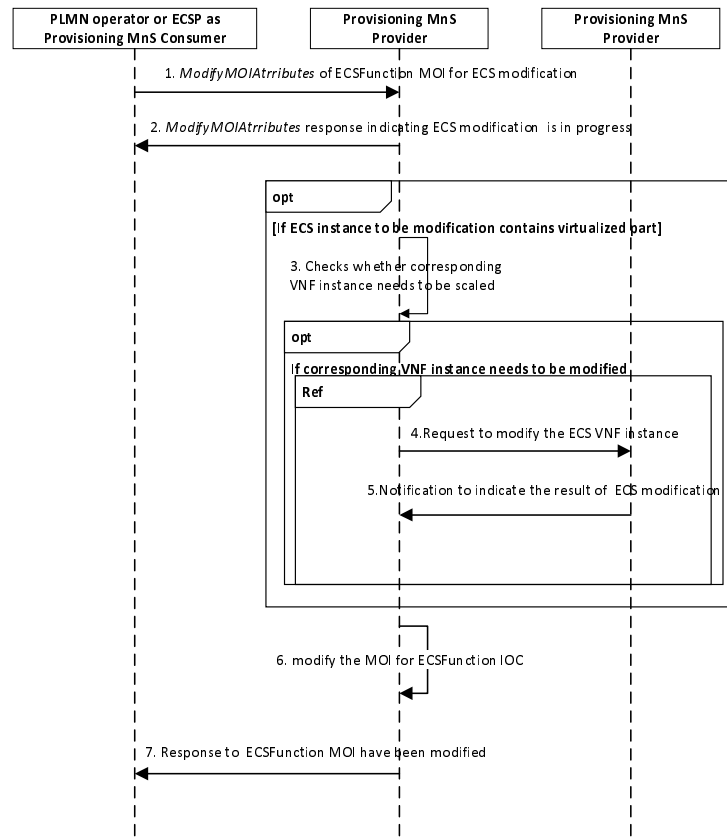 PLMN operator or ECSP as
Provisioning MnS Consumer
Provisioning MnS
Provider
Provisioning MnS
Provider
1. ModifyMOIAtrributes of ECSFunction MOI for ECS modification
2. ModifyMOIAtrributes response indicating ECS modification is in progress
opt
[If ECS instance to be modification contains virtualized part]
3. Checks whether corresponding
VNF instance needs to be scaled
opt
If corresponding VNF instance needs to be modified
Ref
4.Request to modify the ECS VNF instance
5.Notification to indicate the result of ECS modification
6. modify the MOI for ECSFunction IOC
7. Response to ECSFunction MOI have been modified